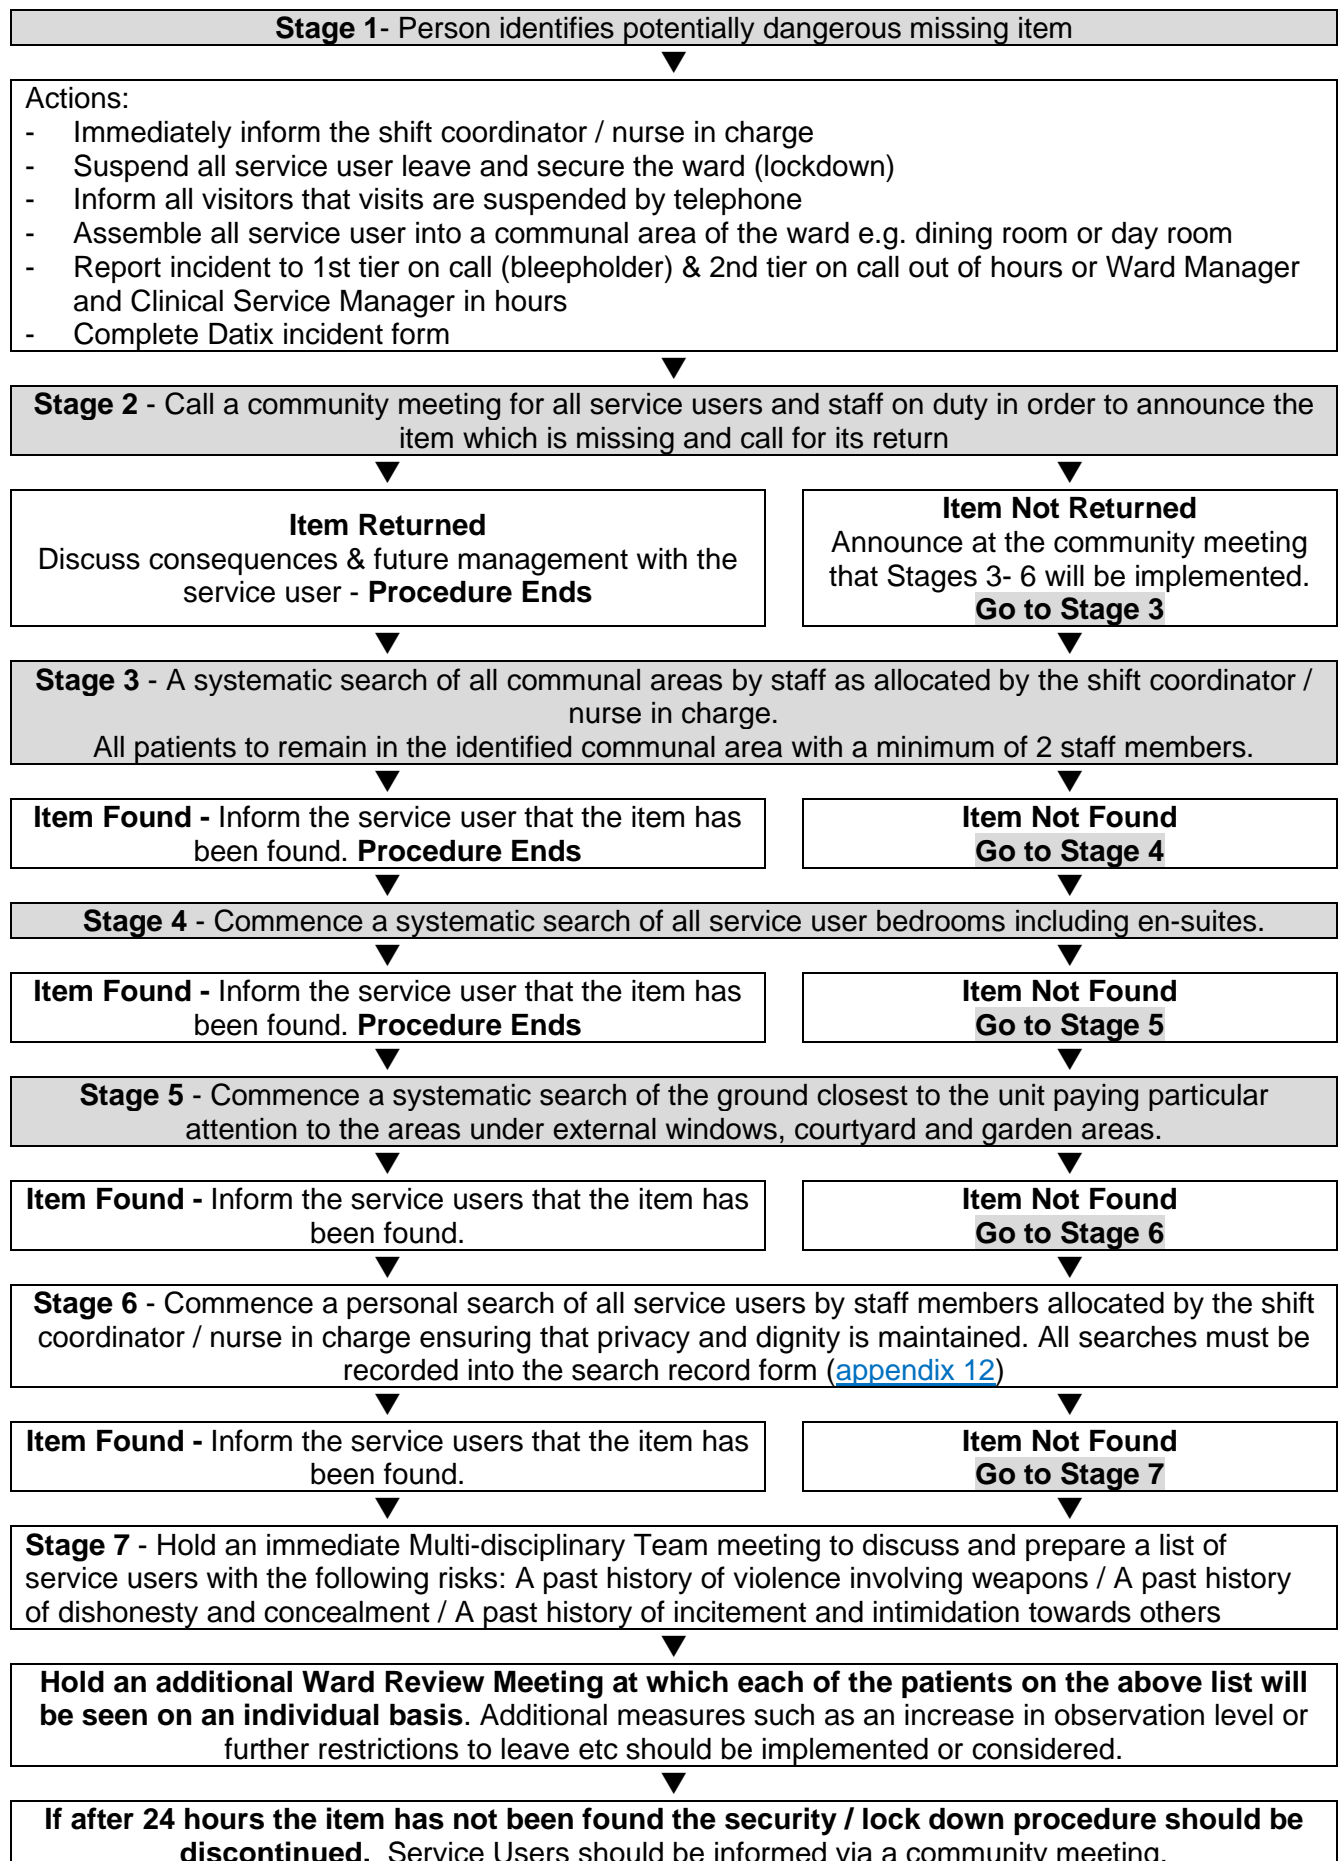 Stage 1- Person identifies potentially dangerous missing item
Actions:
- Immediately inform the shift coordinator / nurse in charge
- Suspend all service user leave and secure the ward (lockdown)
- Inform all visitors that visits are suspended by telephone
- Assemble all service user into a communal area of the ward e.g. dining room or day room
- Report incident to 1st tier on call (bleepholder) & 2nd tier on call out of hours or Ward Manager
and Clinical Service Manager in hours
- Complete Datix incident form
Stage 2 - Call a community meeting for all service users and staff on duty in order to announce the
item which is missing and call for its return
Item Returned
Discuss consequences & future management with the
service user - Procedure Ends
Item Not Returned
Announce at the community meeting
that Stages 3- 6 will be implemented.
Go to Stage 3
Stage 3 - A systematic search of all communal areas by staff as allocated by the shift coordinator /
nurse in charge.
All patients to remain in the identified communal area with a minimum of 2 staff members.
Item Found - Inform the service user that the item has
been found. Procedure Ends
Item Not Found
Go to Stage 4
Stage 4 - Commence a systematic search of all service user bedrooms including en-suites.
Item Found - Inform the service user that the item has
been found. Procedure Ends
Item Not Found
Go to Stage 5
Stage 5 - Commence a systematic search of the ground closest to the unit paying particular
attention to the areas under external windows, courtyard and garden areas.
Item Found - Inform the service users that the item has
been found.
Item Not Found
Go to Stage 6
Stage 6 - Commence a personal search of all service users by staff members allocated by the shift
coordinator / nurse in charge ensuring that privacy and dignity is maintained. All searches must be
recorded into the search record form (appendix 12)
Item Found - Inform the service users that the item has
been found.
Item Not Found
Go to Stage 7
Stage 7 - Hold an immediate Multi-disciplinary Team meeting to discuss and prepare a list of
service users with the following risks: A past history of violence involving weapons / A past history
of dishonesty and concealment / A past history of incitement and intimidation towards others
Hold an additional Ward Review Meeting at which each of the patients on the above list will
be seen on an individual basis. Additional measures such as an increase in observation level or
further restrictions to leave etc should be implemented or considered.
If after 24 hours the item has not been found the security / lock down procedure should be
discontinued. Service Users should be informed via a community meeting.